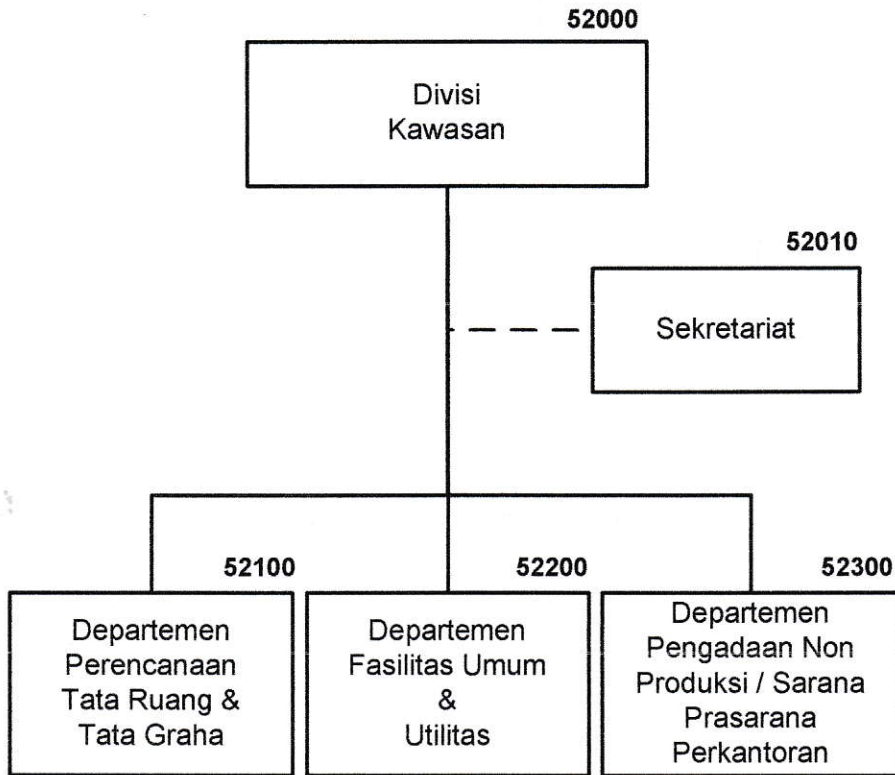 52000
Divisi
Kawasan
52010
Sekretariat
52100
Departemen
Perencanaan
Tata Ruang &
Tata Graha
52200
Departemen
Fasilitas Umum
&
Utilitas
52300
Departemen
Pengadaan Non
Produksi / Sarana
Prasarana
Perkantoran